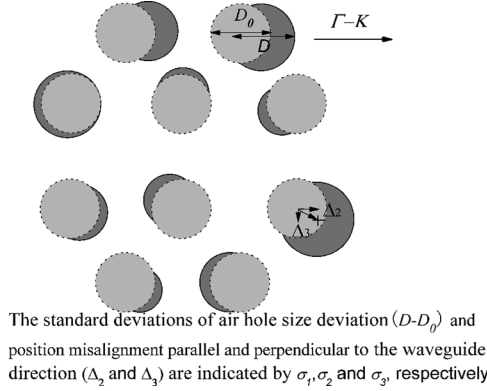 D₀
D
Γ–K
Δ₂
Δ₃
The standard deviations of air hole size deviation (D-D₀) and
position misalignment parallel and perpendicular to the waveguide
direction (Δ₂ and Δ₃) are indicated by σ₁,σ₂ and σ₃, respectively